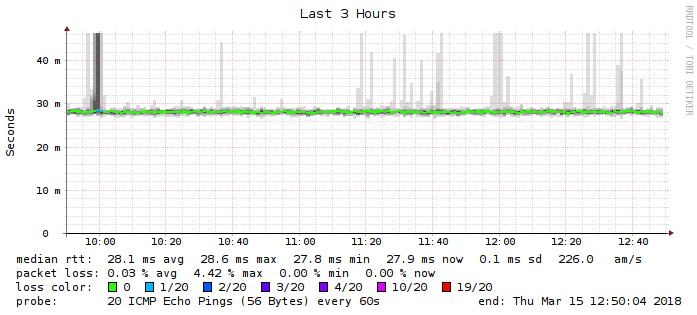 Last 3 Hours
RRDTOOL / TOBI OETIKER
Seconds
40 m
30 m
20 m
10 m
0
10:00 10:20 10:40 11:00 11:20 11:40 12:00 12:20 12:40
median rtt: 28.1 ms avg 28.6 ms max 27.8 ms min 27.9 ms now 0.1 ms sd 226.0 am/s
packet loss: 0.03 % avg 4.42 % max 0.00 % min 0.00 % now
loss color: 0 1/20 2/20 3/20 4/20 10/20 19/20
probe: 20 ICMP Echo Pings (56 Bytes) every 60s end: Thu Mar 15 12:50:04 2018